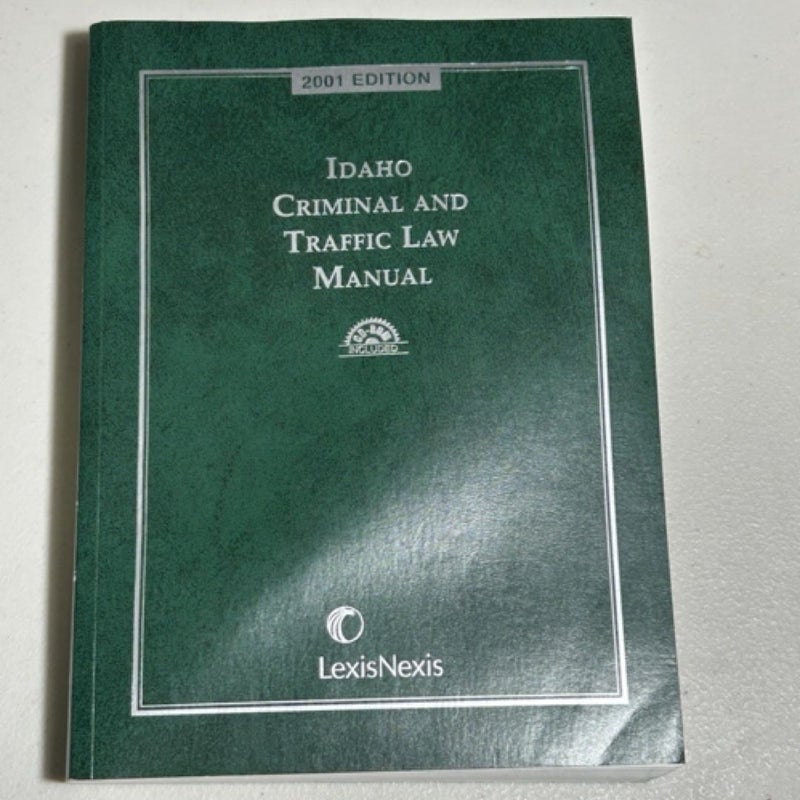 2001 EDITION
IDAHO
CRIMINAL AND
TRAFFIC LAW
MANUAL
CD-ROM
INCLUDED
LexisNexis